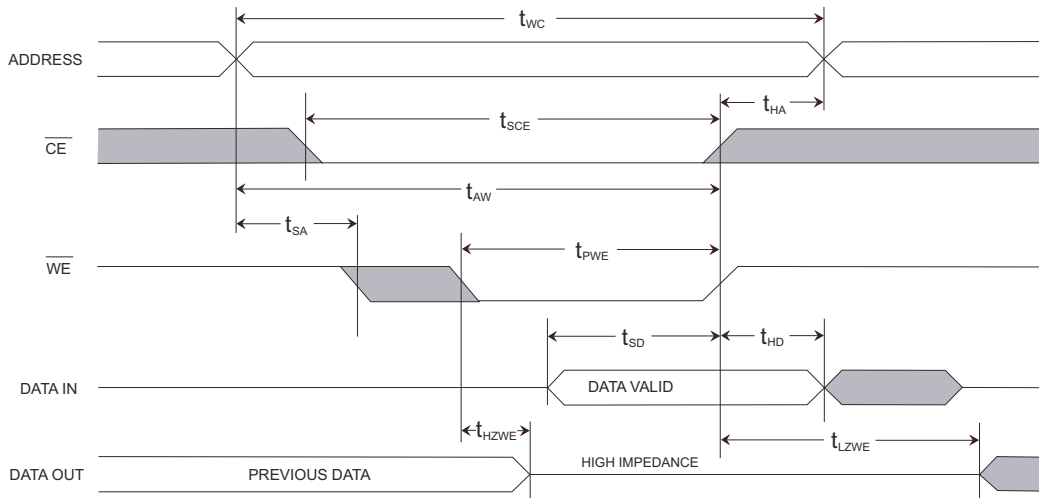 tWC
ADDRESS
tHA
tSCE
CE
tAW
tSA
tPWE
WE
tSD
tHD
DATA IN
DATA VALID
tHZWE
tLZWE
DATA OUT
PREVIOUS DATA
HIGH IMPEDANCE